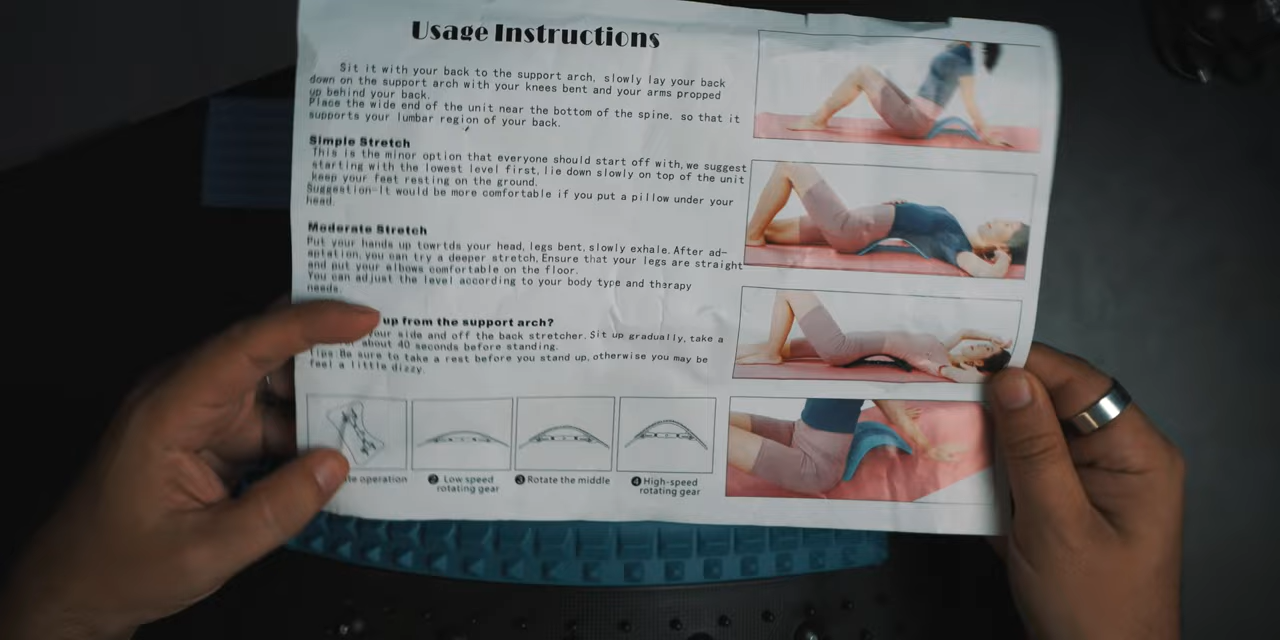 Usage Instructions
Sit it with your back to the support arch, slowly lay your back
down on the support arch with your knees bent and your arms propped
up behind your back.
Place the wide end of the unit near the bottom of the spine, so that it
supports your lumbar region of your back.
Simple Stretch
This is the minor option that everyone should start off with, we suggest
starting with the lowest level first, lie down slowly on top of the unit
keep your feet resting on the ground.
Suggestion-It would be more comfortable if you put a pillow under your
head.
Moderate Stretch
Put your hands up towrtds your head, legs bent, slowly exhale. After ad-
aptation, you can try a deeper stretch, Ensure that your legs are straight
and put your elbows comfortable on the floor.
You can adjust the level according to your body type and therapy
needs.
up from the support arch?
your side and off the back stretcher. Sit up gradually, take a
about 40 seconds before standing.
Tips: Be sure to take a rest before you stand up, otherwise you may be
feel a little dizzy.
operation
❷ Low speed
rotating gear
❸ Rotate the middle
❹ High-speed
rotating gear